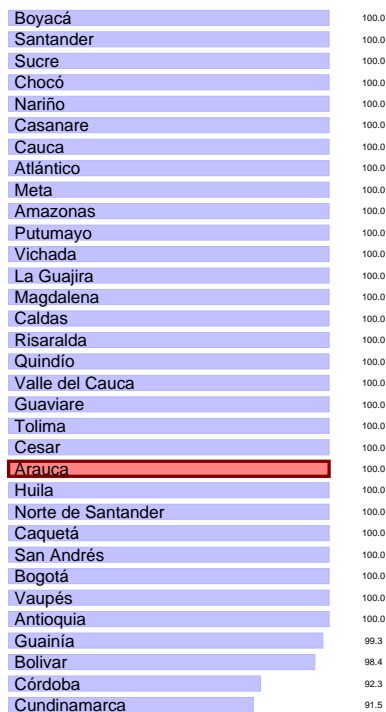 Boyacá 100.0
Santander 100.0
Sucre 100.0
Chocó 100.0
Nariño 100.0
Casanare 100.0
Cauca 100.0
Atlántico 100.0
Meta 100.0
Amazonas 100.0
Putumayo 100.0
Vichada 100.0
La Guajira 100.0
Magdalena 100.0
Caldas 100.0
Risaralda 100.0
Quindío 100.0
Valle del Cauca 100.0
Guaviare 100.0
Tolima 100.0
Cesar 100.0
Arauca 100.0
Huila 100.0
Norte de Santander 100.0
Caquetá 100.0
San Andrés 100.0
Bogotá 100.0
Vaupés 100.0
Antioquia 100.0
Guainía 99.3
Bolivar 98.4
Córdoba 92.3
Cundinamarca 91.5